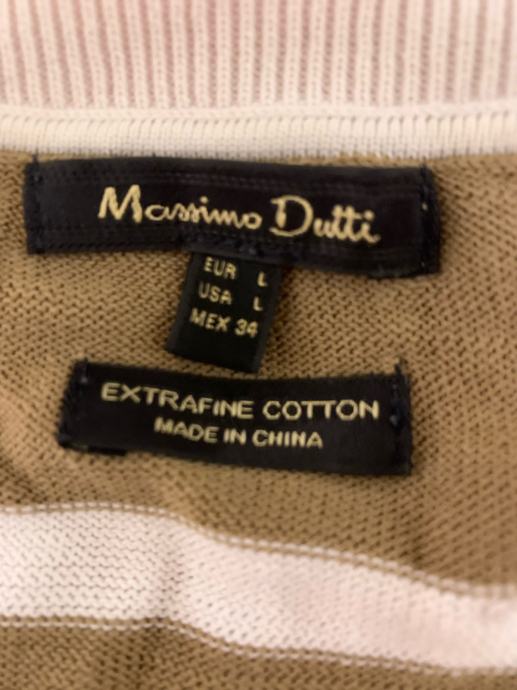 Massimo Dutti
EUR L
USA L
MEX 34
EXTRAFINE COTTON
MADE IN CHINA